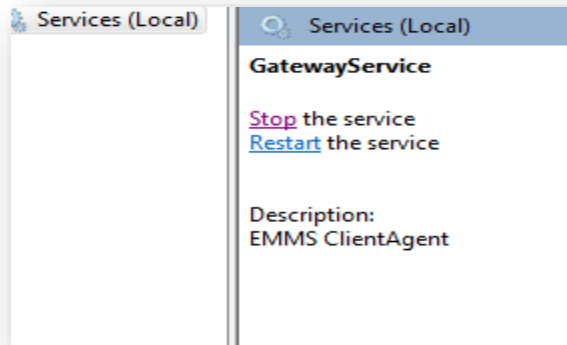 Services (Local)
Services (Local)
GatewayService
Stop the service
Restart the service
Description:
EMMS ClientAgent